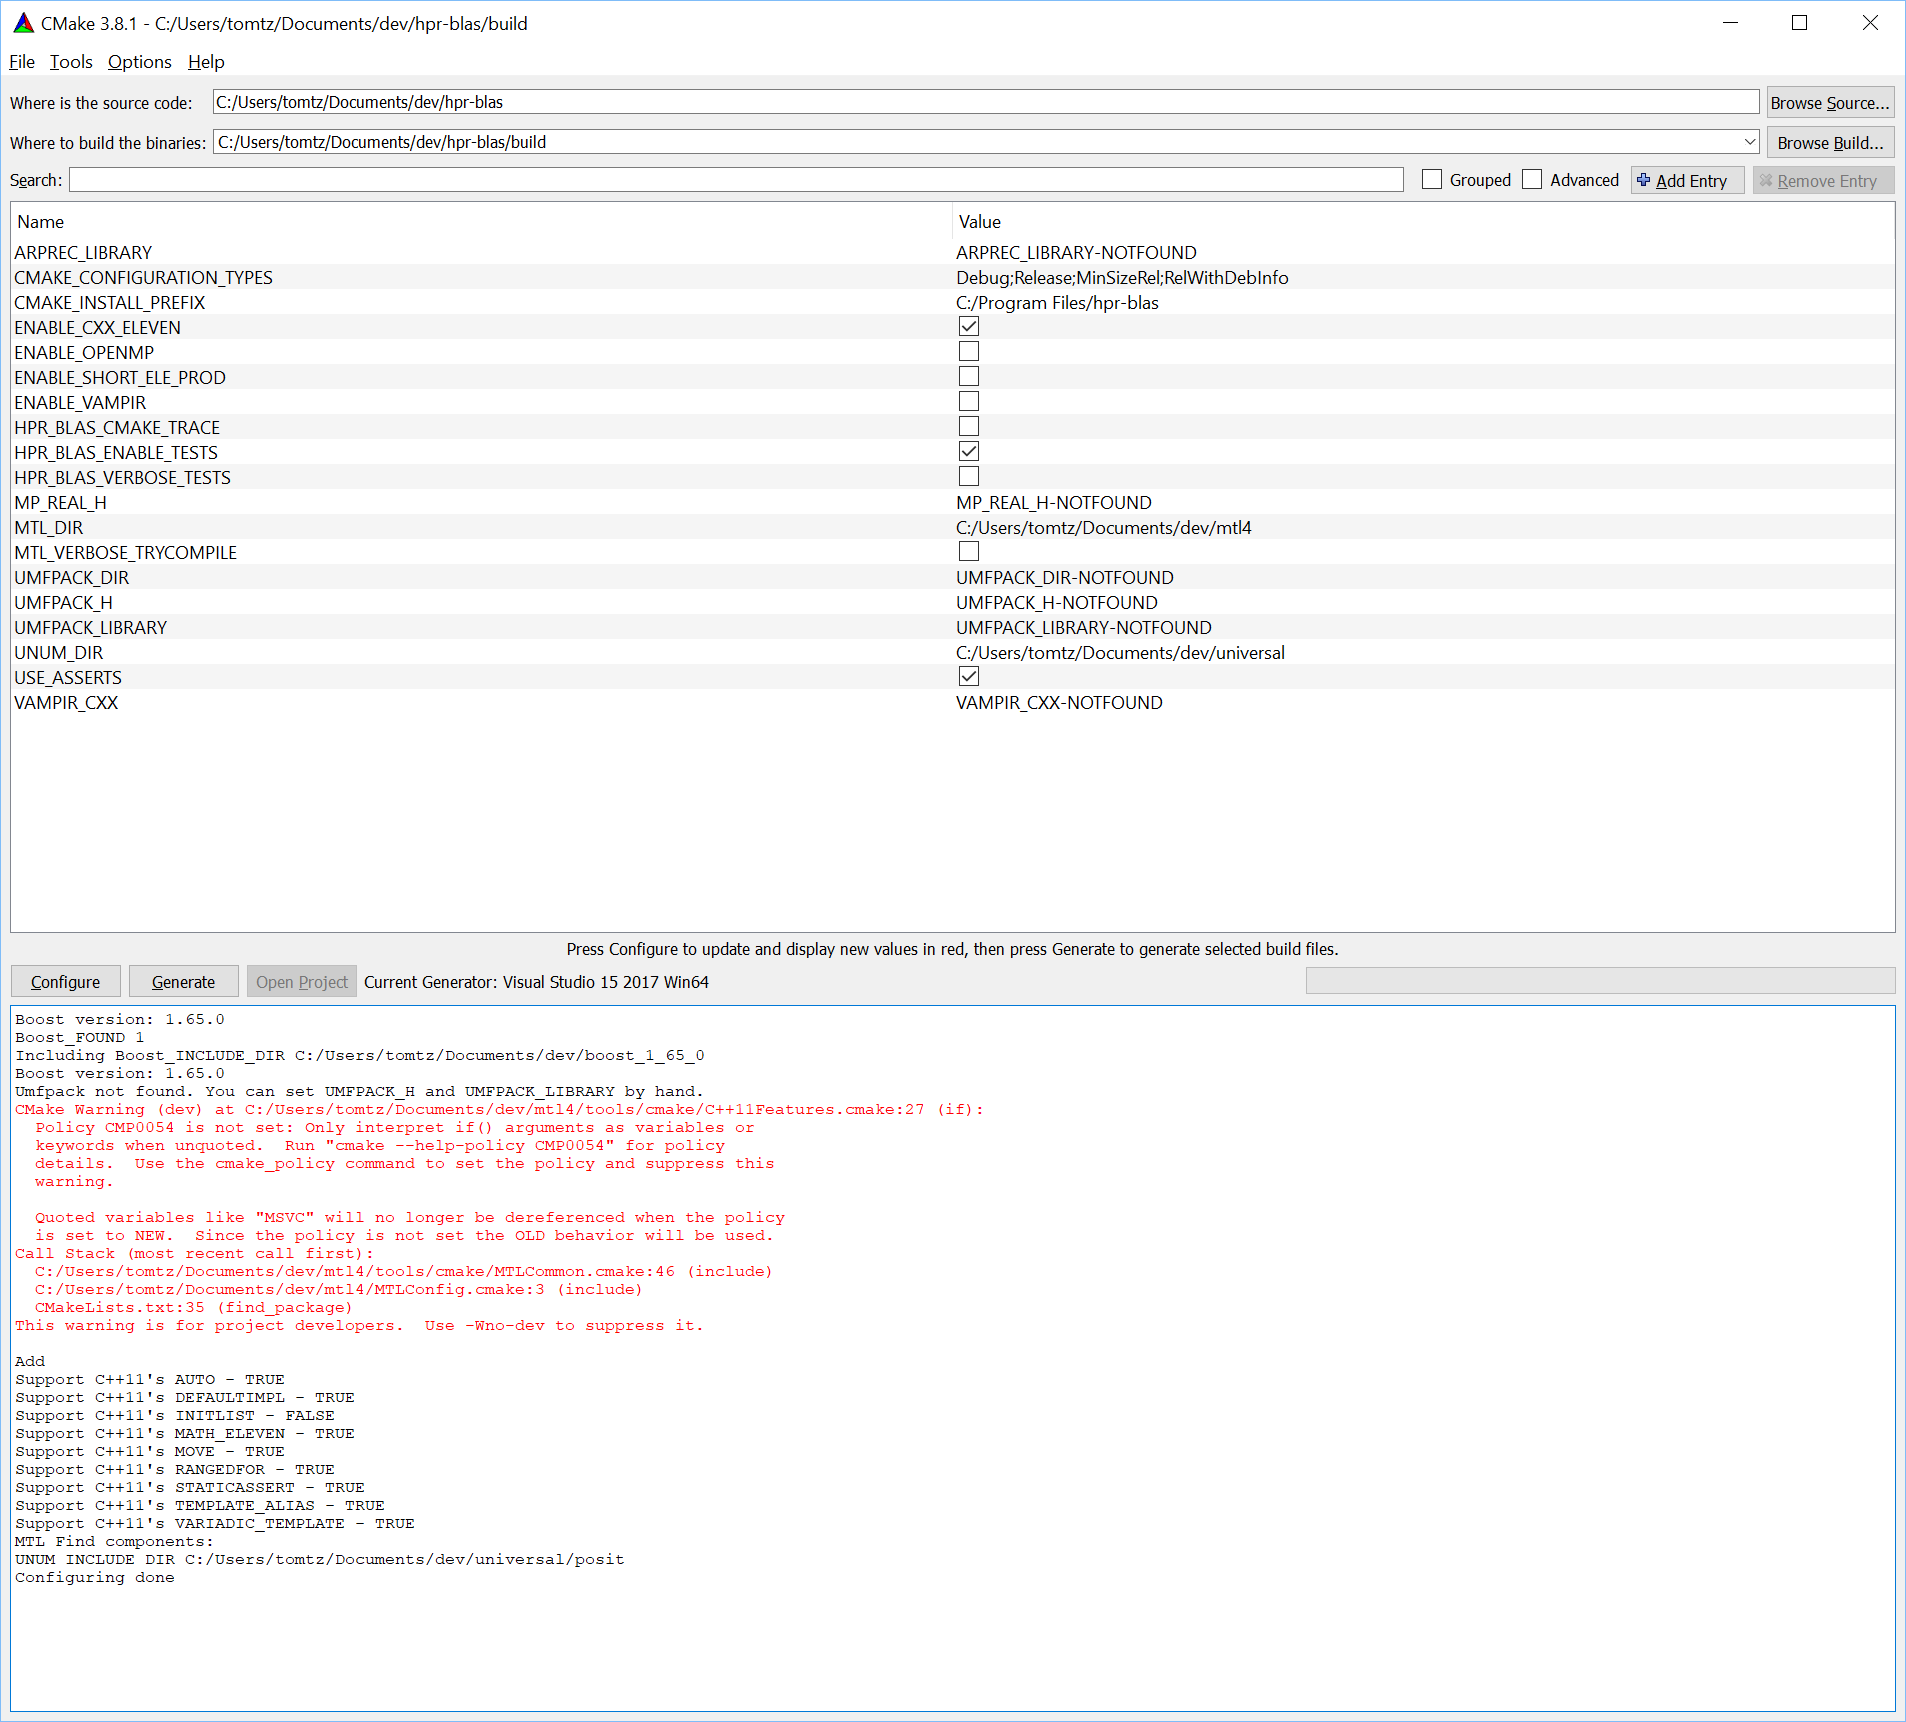 CMake 3.8.1 - C:/Users/tomtz/Documents/dev/hpr-blas/build
File Tools Options Help
Where is the source code: C:/Users/tomtz/Documents/dev/hpr-blas Browse Source...
Where to build the binaries: C:/Users/tomtz/Documents/dev/hpr-blas/build Browse Build...
Search: Grouped Advanced Add Entry Remove Entry
Name Value
ARPREC_LIBRARY ARPREC_LIBRARY-NOTFOUND
CMAKE_CONFIGURATION_TYPES Debug;Release;MinSizeRel;RelWithDebInfo
CMAKE_INSTALL_PREFIX C:/Program Files/hpr-blas
ENABLE_CXX_ELEVEN
ENABLE_OPENMP
ENABLE_SHORT_ELE_PROD
ENABLE_VAMPIR
HPR_BLAS_CMAKE_TRACE
HPR_BLAS_ENABLE_TESTS
HPR_BLAS_VERBOSE_TESTS
MP_REAL_H MP_REAL_H-NOTFOUND
MTL_DIR C:/Users/tomtz/Documents/dev/mtl4
MTL_VERBOSE_TRYCOMPILE
UMFPACK_DIR UMFPACK_DIR-NOTFOUND
UMFPACK_H UMFPACK_H-NOTFOUND
UMFPACK_LIBRARY UMFPACK_LIBRARY-NOTFOUND
UNUM_DIR C:/Users/tomtz/Documents/dev/universal
USE_ASSERTS
VAMPIR_CXX VAMPIR_CXX-NOTFOUND
Press Configure to update and display new values in red, then press Generate to generate selected build files.
Configure Generate Open Project Current Generator: Visual Studio 15 2017 Win64
Boost version: 1.65.0
Boost_FOUND 1
Including Boost_INCLUDE_DIR C:/Users/tomtz/Documents/dev/boost_1_65_0
Boost version: 1.65.0
Umfpack not found. You can set UMFPACK_H and UMFPACK_LIBRARY by hand.
CMake Warning (dev) at C:/Users/tomtz/Documents/dev/mtl4/tools/cmake/C++11Features.cmake:27 (if):
Policy CMP0054 is not set: Only interpret if() arguments as variables or
keywords when unquoted.  Run "cmake --help-policy CMP0054" for policy
details.  Use the cmake_policy command to set the policy and suppress this
warning.
Quoted variables like "MSVC" will no longer be dereferenced when the policy
is set to NEW.  Since the policy is not set the OLD behavior will be used.
Call Stack (most recent call first):
C:/Users/tomtz/Documents/dev/mtl4/tools/cmake/MTLCommon.cmake:46 (include)
C:/Users/tomtz/Documents/dev/mtl4/MTLConfig.cmake:3 (include)
CMakeLists.txt:35 (find_package)
This warning is for project developers.  Use -Wno-dev to suppress it.
Add
Support C++11's AUTO - TRUE
Support C++11's DEFAULTIMPL - TRUE
Support C++11's INITLIST - FALSE
Support C++11's MATH_ELEVEN - TRUE
Support C++11's MOVE - TRUE
Support C++11's RANGEDFOR - TRUE
Support C++11's STATICASSERT - TRUE
Support C++11's TEMPLATE_ALIAS - TRUE
Support C++11's VARIADIC_TEMPLATE - TRUE
MTL Find components:
UNUM INCLUDE DIR C:/Users/tomtz/Documents/dev/universal/posit
Configuring done